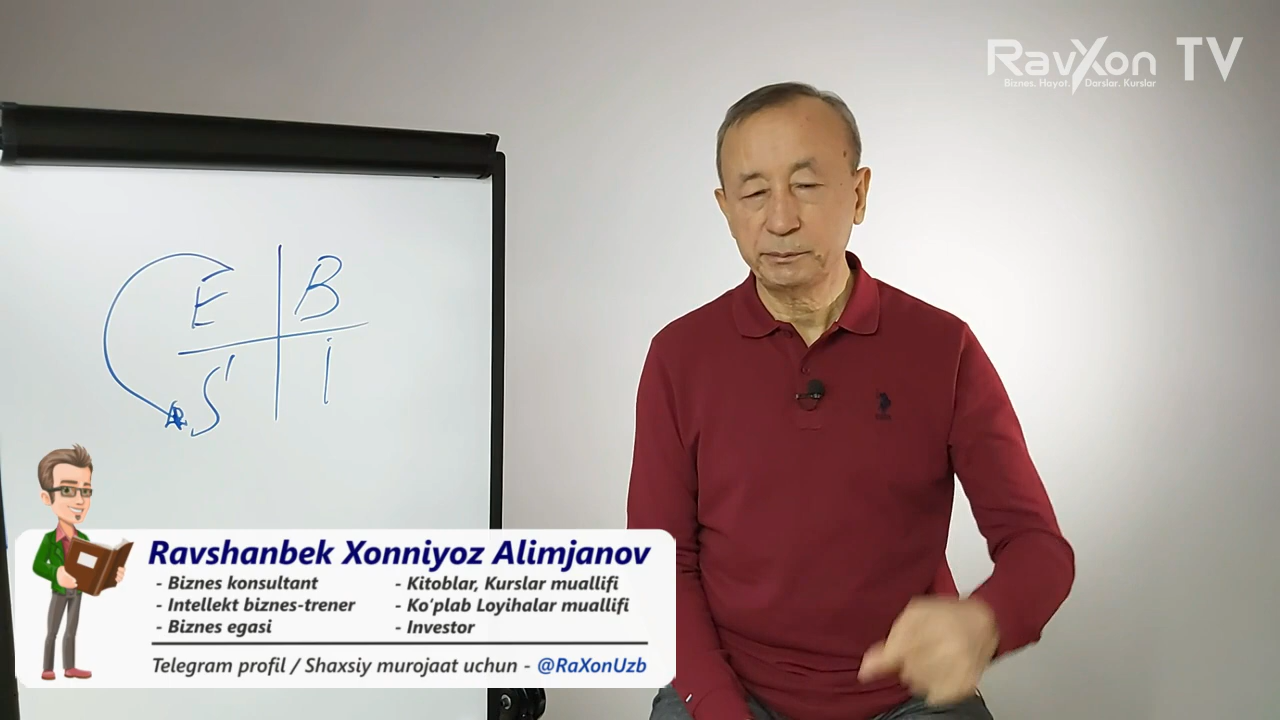 RavXon TV
Biznes. Hayot. Darslar. Kurslar
E B
S I
Ravshanbek Xonniyoz Alimjanov
- Biznes konsultant
- Intellekt biznes-trener
- Biznes egasi
- Kitoblar, Kurslar muallifi
- Ko'plab Loyihalar muallifi
- Investor
Telegram profil / Shaxsiy murojaat uchun - @RaXonUzb